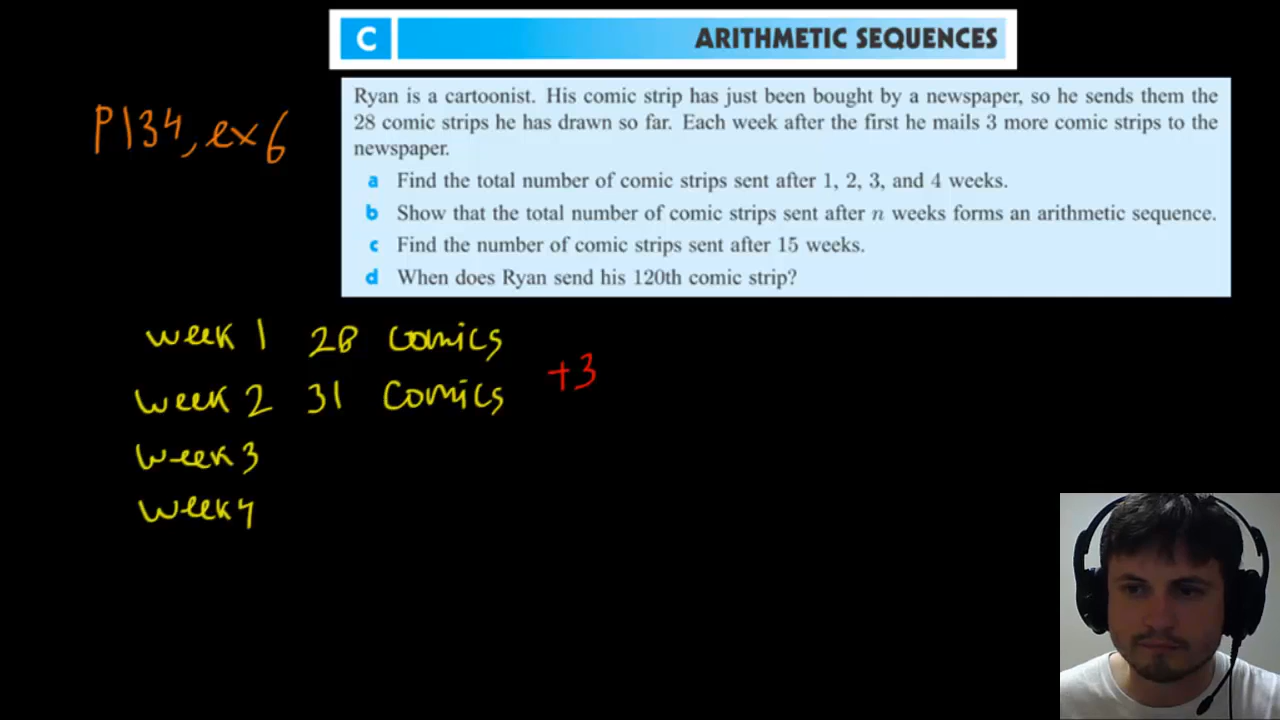 C ARITHMETIC SEQUENCES
P134, ex 6
Ryan is a cartoonist. His comic strip has just been bought by a newspaper, so he sends them the
28 comic strips he has drawn so far. Each week after the first he mails 3 more comic strips to the
newspaper.
a Find the total number of comic strips sent after 1, 2, 3, and 4 weeks.
b Show that the total number of comic strips sent after n weeks forms an arithmetic sequence.
c Find the number of comic strips sent after 15 weeks.
d When does Ryan send his 120th comic strip?
week 1 28 comics
week 2 31 comics +3
week 3
week 4